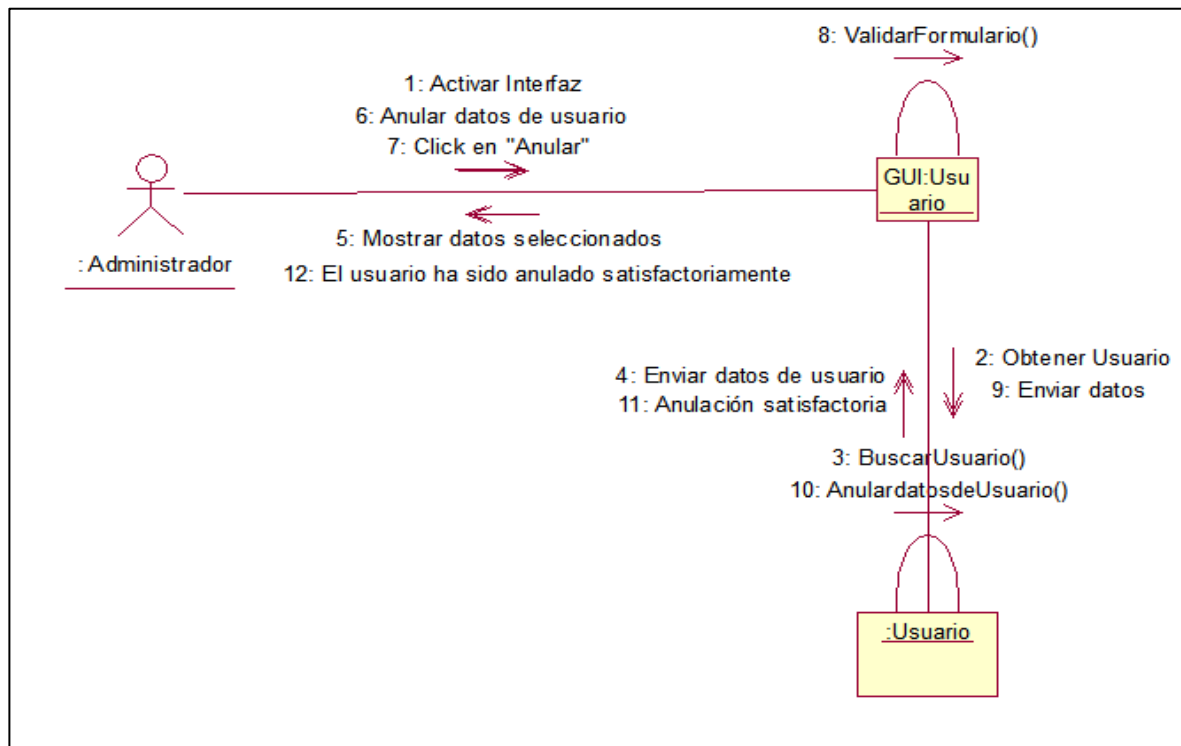 8: ValidarFormulario()
1: Activar Interfaz
6: Anular datos de usuario
7: Click en "Anular"
GUI:Usu
ario
: Administrador
5: Mostrar datos seleccionados
12: El usuario ha sido anulado satisfactoriamente
2: Obtener Usuario
9: Enviar datos
4: Enviar datos de usuario
11: Anulación satisfactoria
3: BuscarUsuario()
10: AnulardatosdeUsuario()
:Usuario